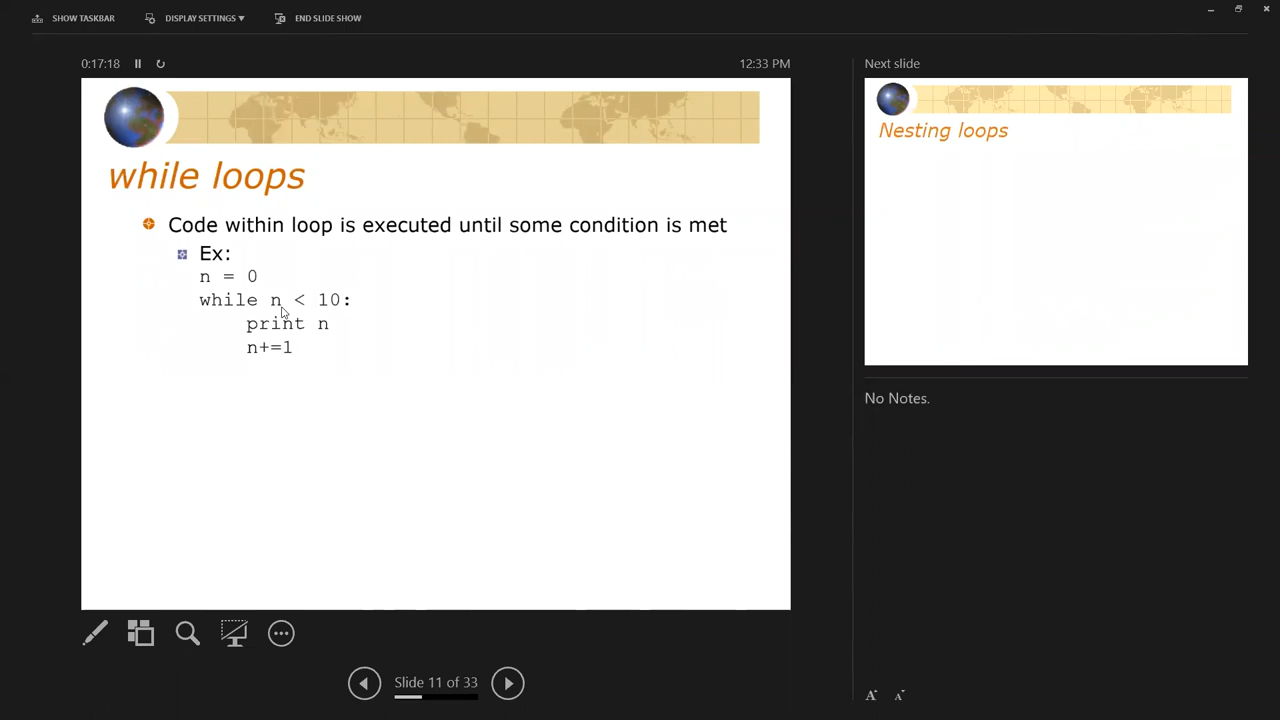 SHOW TASKBAR DISPLAY SETTINGS ▼ END SLIDE SHOW
0:17:18 12:33 PM
while loops
Code within loop is executed until some condition is met
Ex:
n = 0
while n < 10:
    print n
    n+=1
Slide 11 of 33
Next slide
Nesting loops
No Notes.
A A